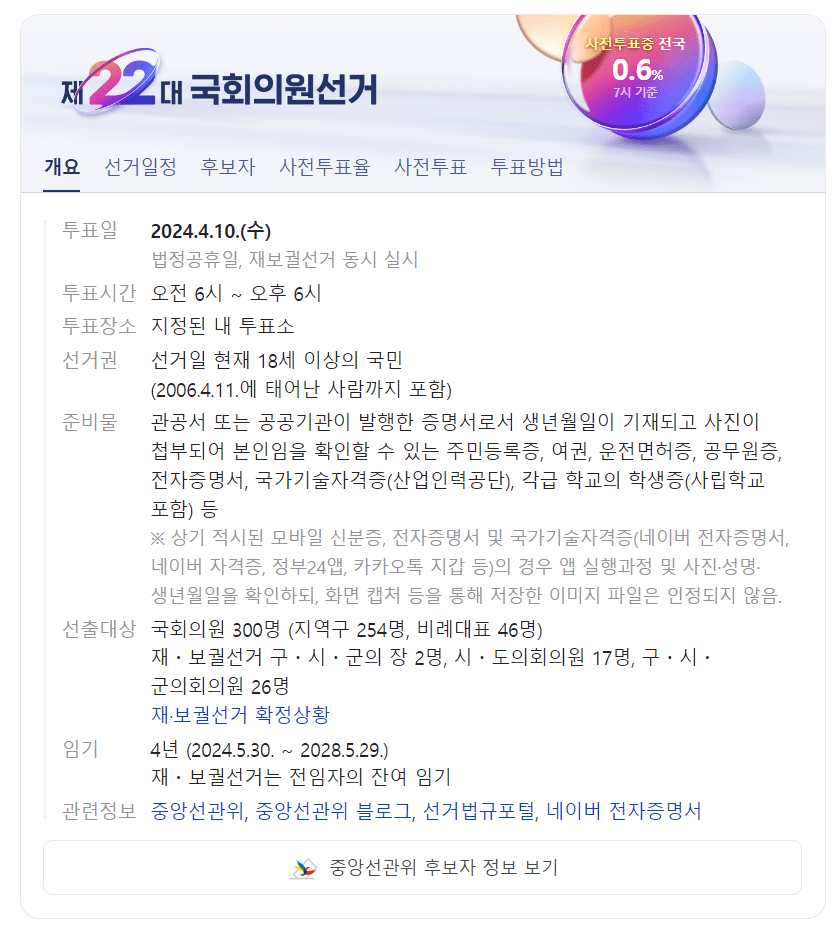 제22대 국회의원선거
사전투표중 전국
0.6%
7시 기준
개요 선거일정 후보자 사전투표율 사전투표 투표방법
투표일 2024.4.10.(수)
법정공휴일, 재보궐선거 동시 실시
투표시간 오전 6시 ~ 오후 6시
투표장소 지정된 내 투표소
선거권 선거일 현재 18세 이상의 국민
(2006.4.11.에 태어난 사람까지 포함)
준비물 관공서 또는 공공기관이 발행한 증명서로서 생년월일이 기재되고 사진이
첩부되어 본인임을 확인할 수 있는 주민등록증, 여권, 운전면허증, 공무원증,
전자증명서, 국가기술자격증(산업인력공단), 각급 학교의 학생증(사립학교
포함) 등
※ 상기 적시된 모바일 신분증, 전자증명서 및 국가기술자격증(네이버 전자증명서,
네이버 자격증, 정부24앱, 카카오톡 지갑 등)의 경우 앱 실행과정 및 사진·성명·
생년월일을 확인하되, 화면 캡처 등을 통해 저장한 이미지 파일은 인정되지 않음.
선출대상 국회의원 300명 (지역구 254명, 비례대표 46명)
재・보궐선거 구・시・군의 장 2명, 시・도의회의원 17명, 구・시・
군의회의원 26명
재·보궐선거 확정상황
임기 4년 (2024.5.30. ~ 2028.5.29.)
재・보궐선거는 전임자의 잔여 임기
관련정보 중앙선관위, 중앙선관위 블로그, 선거법규포털, 네이버 전자증명서
중앙선관위 후보자 정보 보기